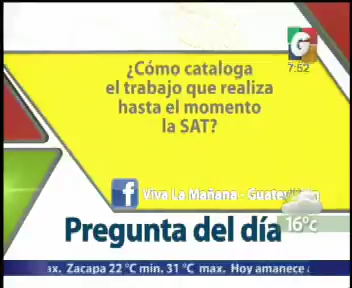 G
7:52
¿Cómo cataloga
el trabajo que realiza
hasta el momento
la SAT?
f Viva La Mañana - Guatevisión
Pregunta del día
16°c
ax. Zacapa 22 °C min. 31 °C max. Hoy amanece a